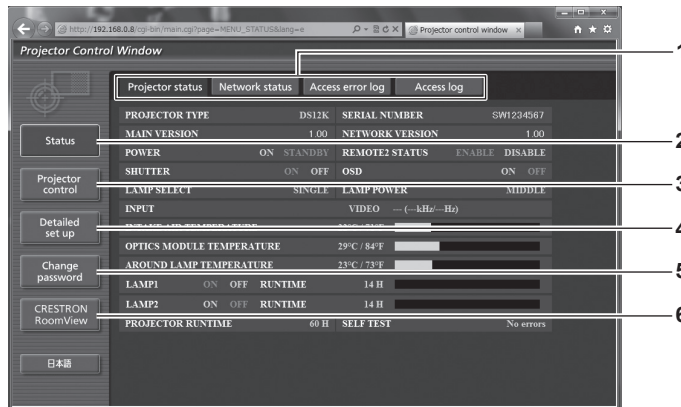 http://192.168.0.8/cgi-bin/main.cgi?page=MENU_STATUS&lang=e
Projector control window
Projector Control Window
1
Projector status Network status Access error log Access log
PROJECTOR TYPE DS12K SERIAL NUMBER SW1234567
MAIN VERSION 1.00 NETWORK VERSION 1.00
Status
2
POWER ON STANDBY REMOTE2 STATUS ENABLE DISABLE
SHUTTER ON OFF OSD ON OFF
Projector control
3
LAMP SELECT SINGLE LAMP POWER MIDDLE
INPUT VIDEO --- (---kHz/---Hz)
Detailed set up
4
OPTICS MODULE TEMPERATURE 29°C / 84°F
AROUND LAMP TEMPERATURE 23°C / 73°F
Change password
5
LAMP1 ON OFF RUNTIME 14 H
LAMP2 ON OFF RUNTIME 14 H
CRESTRON RoomView
6
PROJECTOR RUNTIME 60 H SELF TEST No errors
日本語